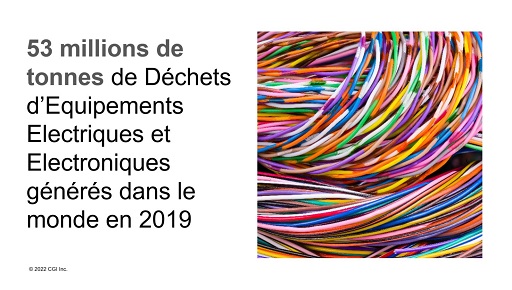 53 millions de
tonnes de Déchets
d’Equipements
Electriques et
Electroniques
générés dans le
monde en 2019
© 2022 CGI Inc.